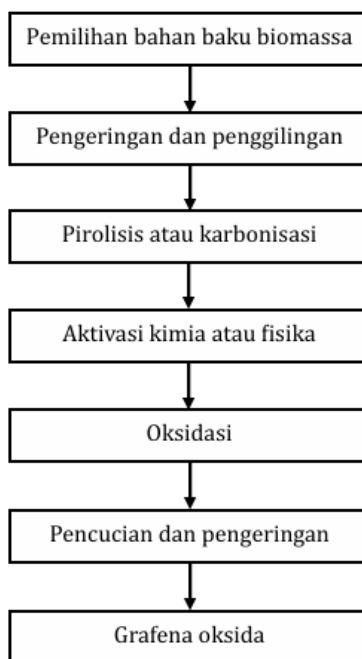 Pemilihan bahan baku biomassa
Pengeringan dan penggilingan
Pirolisis atau karbonisasi
Aktivasi kimia atau fisika
Oksidasi
Pencucian dan pengeringan
Grafena oksida